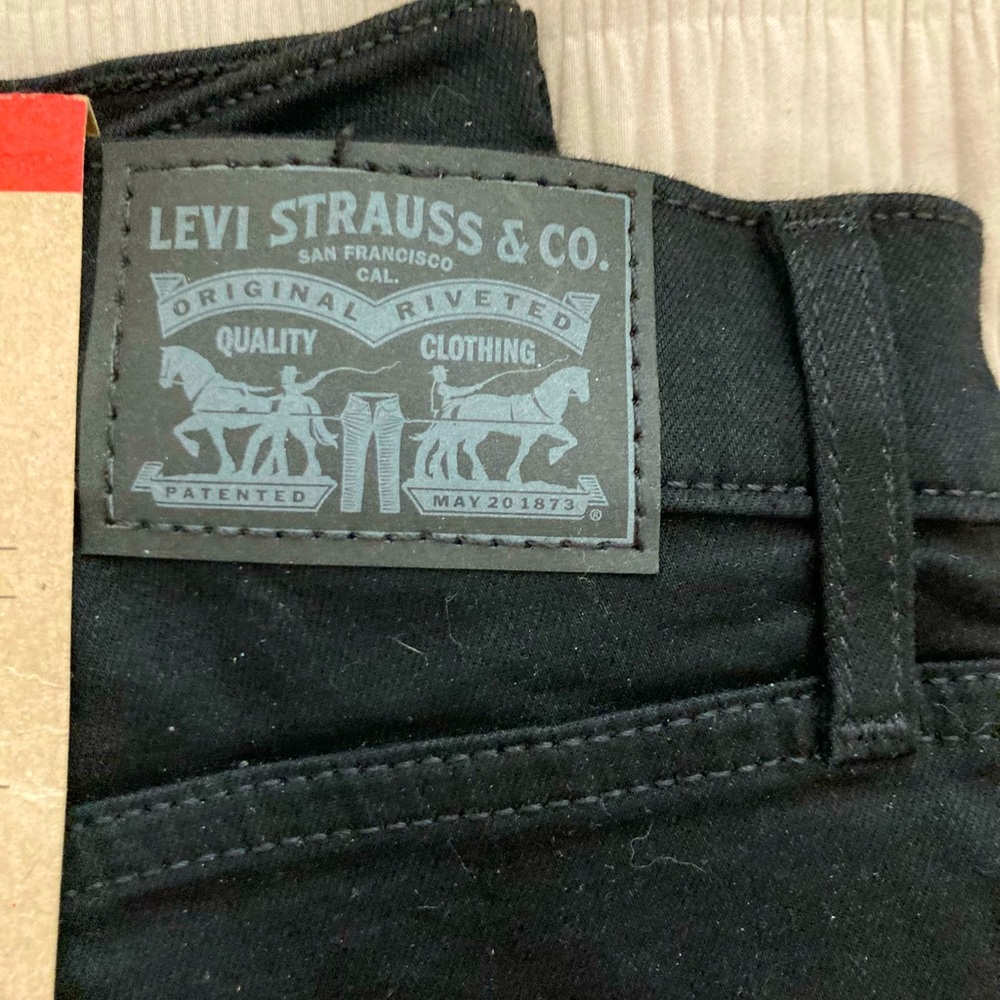 LEVI STRAUSS & CO.
SAN FRANCISCO
CAL.
ORIGINAL RIVETED
QUALITY CLOTHING
PATENTED MAY 20 1873
®